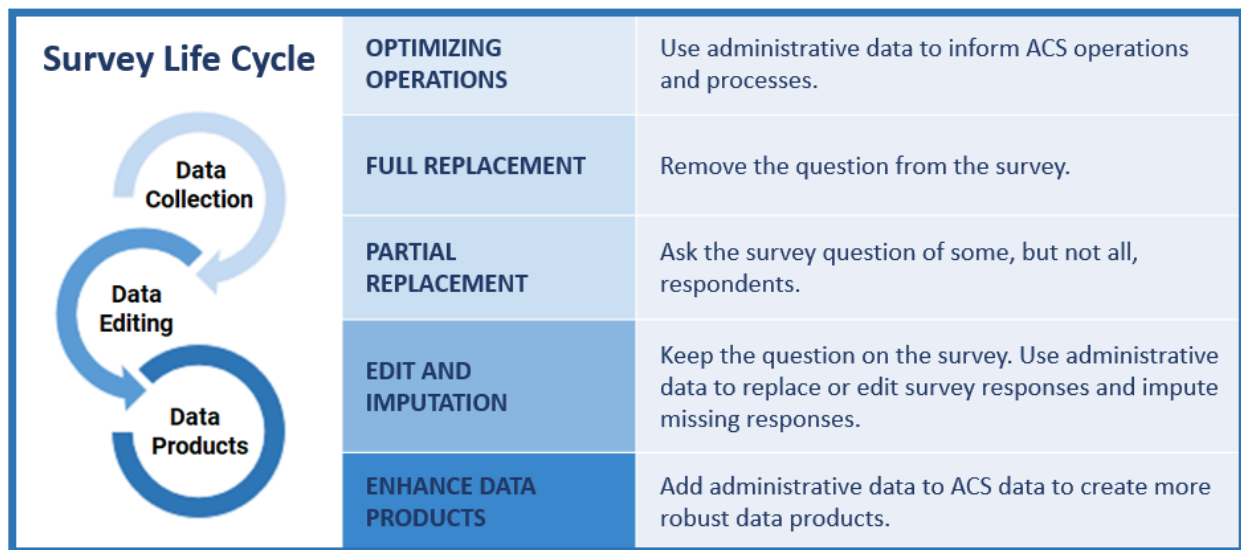 Survey Life Cycle
Data
Collection
Data
Editing
Data
Products
OPTIMIZING
OPERATIONS
Use administrative data to inform ACS operations
and processes.
FULL REPLACEMENT
Remove the question from the survey.
PARTIAL
REPLACEMENT
Ask the survey question of some, but not all,
respondents.
EDIT AND
IMPUTATION
Keep the question on the survey. Use administrative
data to replace or edit survey responses and impute
missing responses.
ENHANCE DATA
PRODUCTS
Add administrative data to ACS data to create more
robust data products.